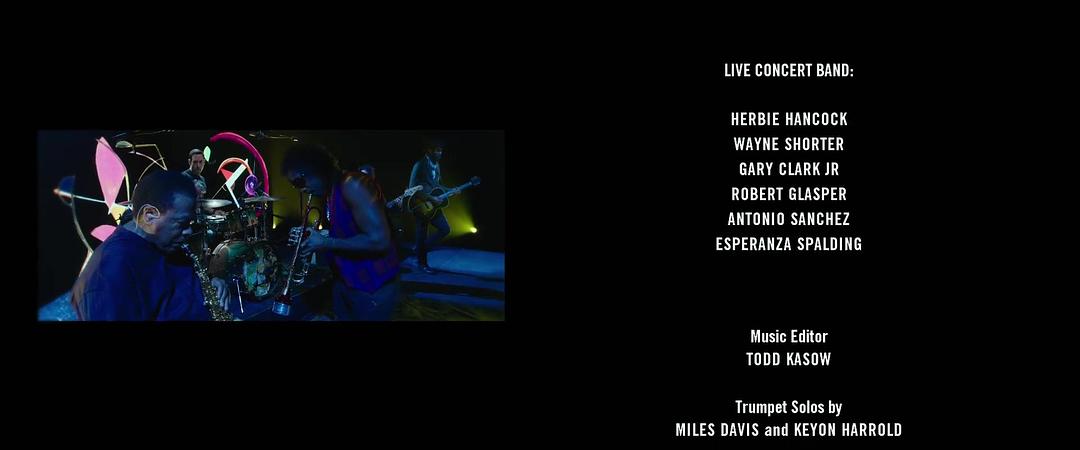 LIVE CONCERT BAND:
HERBIE HANCOCK
WAYNE SHORTER
GARY CLARK JR
ROBERT GLASPER
ANTONIO SANCHEZ
ESPERANZA SPALDING
Music Editor
TODD KASOW
Trumpet Solos by
MILES DAVIS and KEYON HARROLD